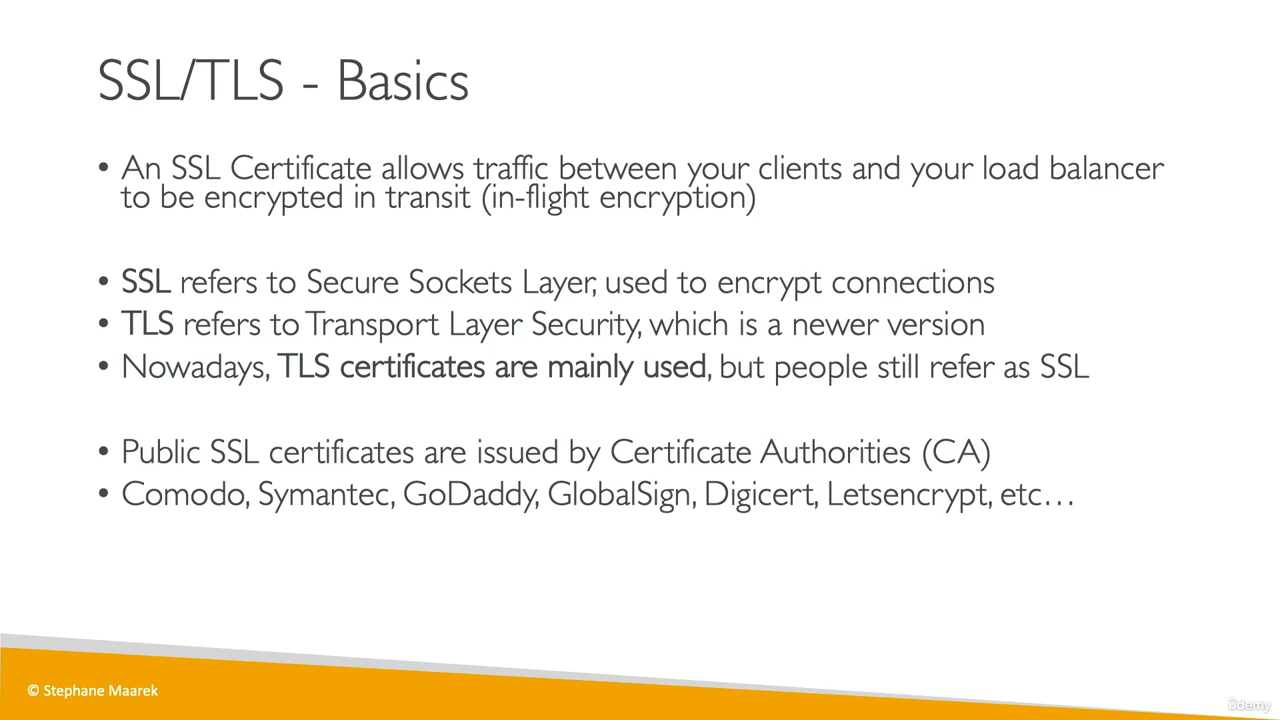 SSL/TLS - Basics
• An SSL Certificate allows traffic between your clients and your load balancer
to be encrypted in transit (in-flight encryption)
• SSL refers to Secure Sockets Layer, used to encrypt connections
• TLS refers to Transport Layer Security, which is a newer version
• Nowadays, TLS certificates are mainly used, but people still refer as SSL
• Public SSL certificates are issued by Certificate Authorities (CA)
• Comodo, Symantec, GoDaddy, GlobalSign, Digicert, Letsencrypt, etc…
© Stephane Maarek
ûdemy